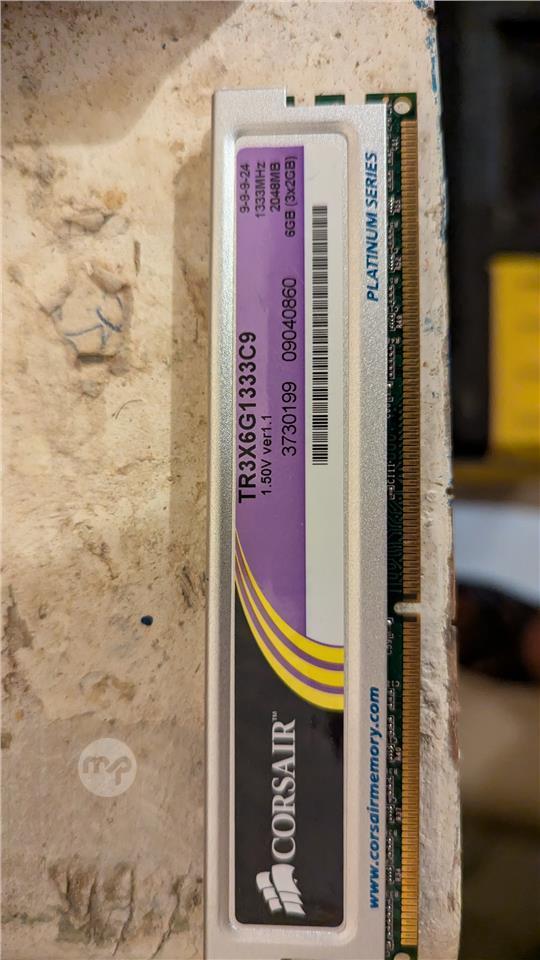 CORSAIR™
TR3X6G1333C9
1.50V ver1.1
3730199 09040860
9-9-9-24
1333MHz
2048MB
6GB (3x2GB)
www.corsairmemory.com
PLATINUM SERIES